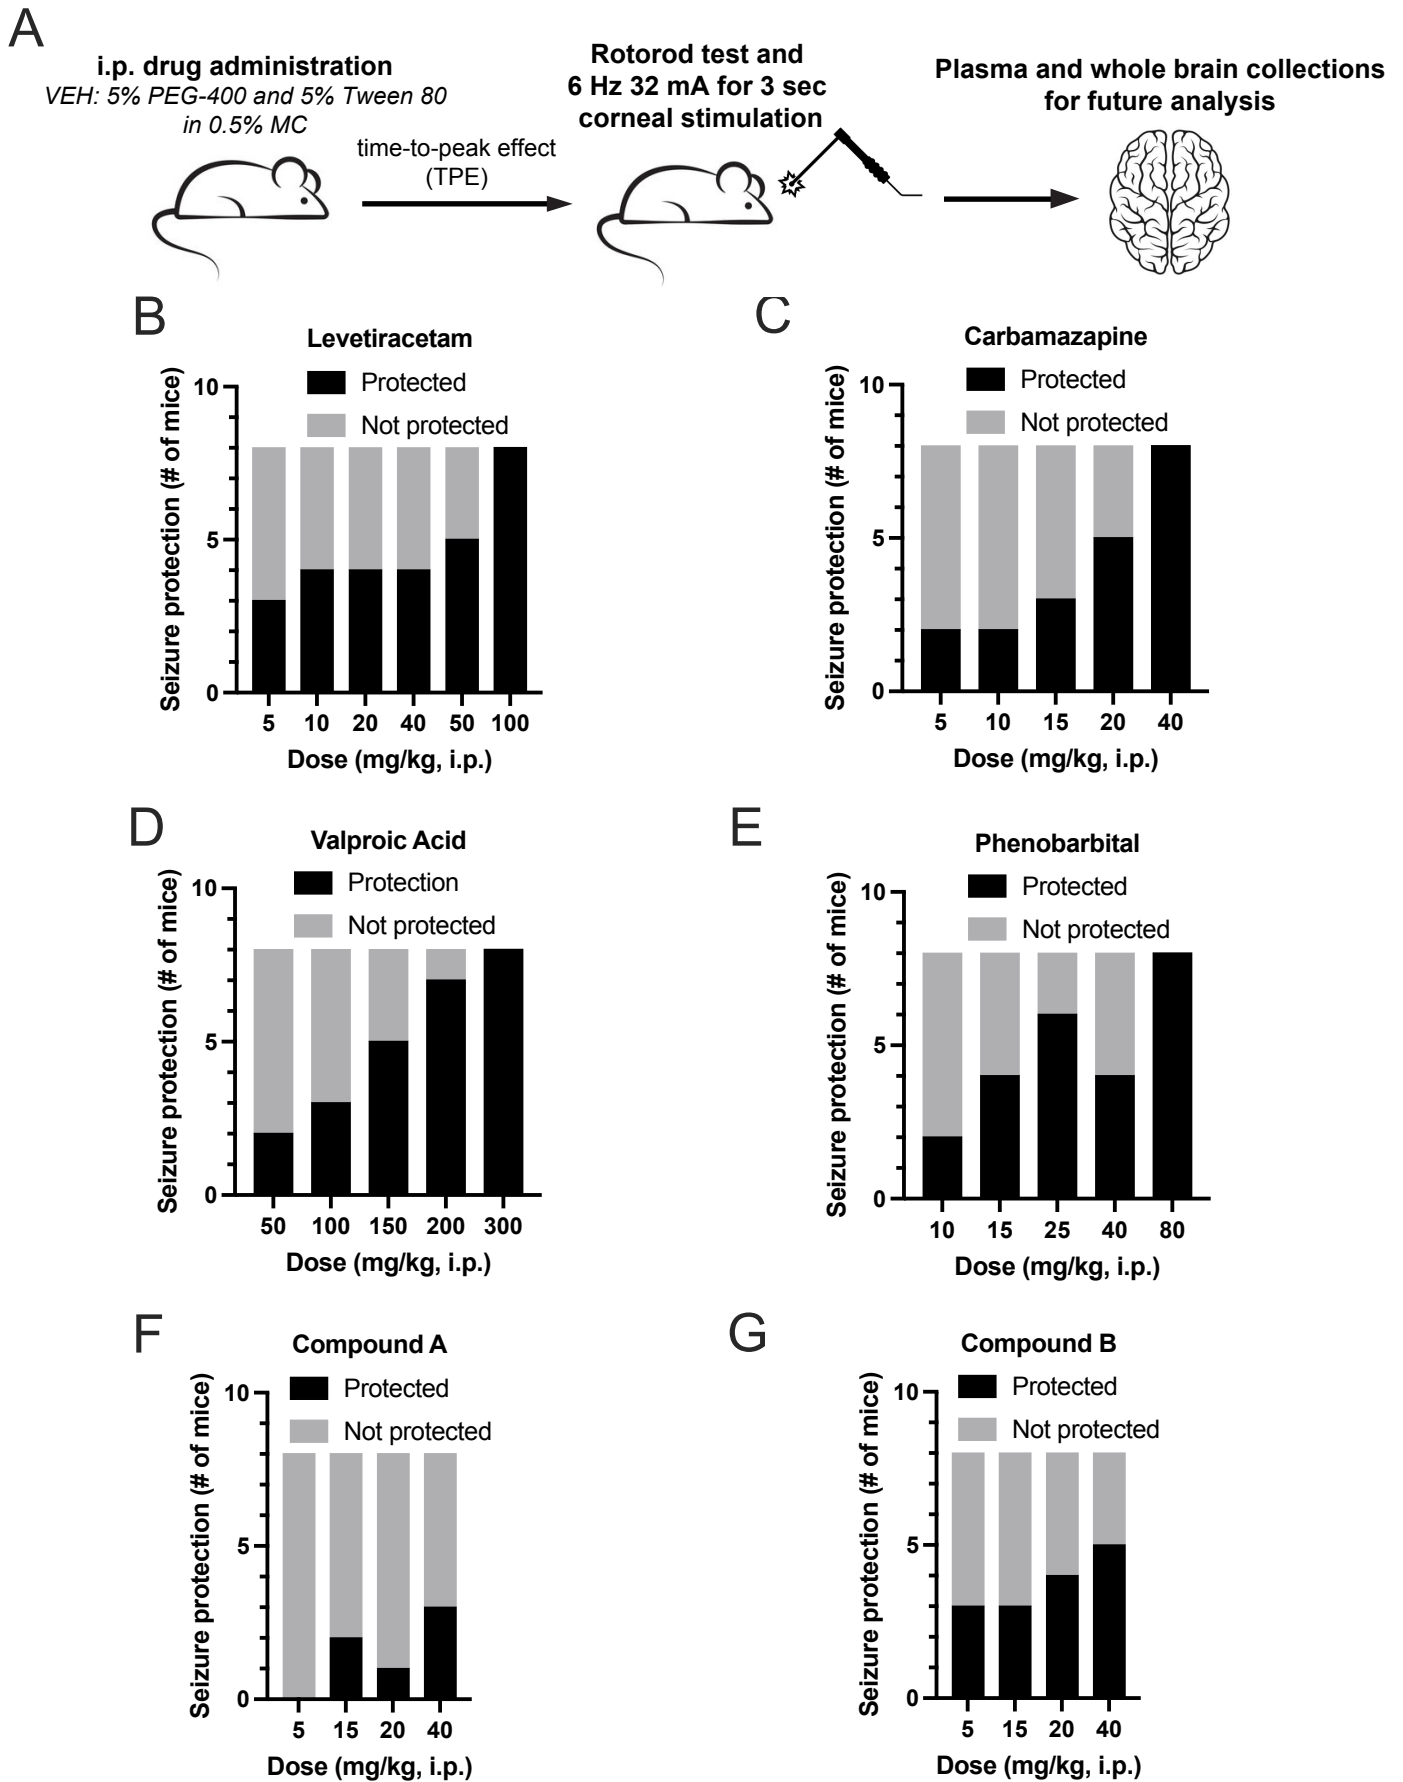 A
i.p. drug administration
VEH: 5% PEG-400 and 5% Tween 80
in 0.5% MC
time-to-peak effect
(TPE)
Rotorod test and
6 Hz 32 mA for 3 sec
corneal stimulation
Plasma and whole brain collections
for future analysis
B
Levetiracetam
Protected
Not protected
Seizure protection (# of mice)
10
5
0
5 10 20 40 50 100
Dose (mg/kg, i.p.)
C
Carbamazapine
Protected
Not protected
Seizure protection (# of mice)
10
5
0
5 10 15 20 40
Dose (mg/kg, i.p.)
D
Valproic Acid
Protection
Not protected
Seizure protection (# of mice)
10
5
0
50 100 150 200 300
Dose (mg/kg, i.p.)
E
Phenobarbital
Protected
Not protected
Seizure protection (# of mice)
10
5
0
10 15 25 40 80
Dose (mg/kg, i.p.)
F
Compound A
Protected
Not protected
Seizure protection (# of mice)
10
5
0
5 15 20 40
Dose (mg/kg, i.p.)
G
Compound B
Protected
Not protected
Seizure protection (# of mice)
10
5
0
5 15 20 40
Dose (mg/kg, i.p.)